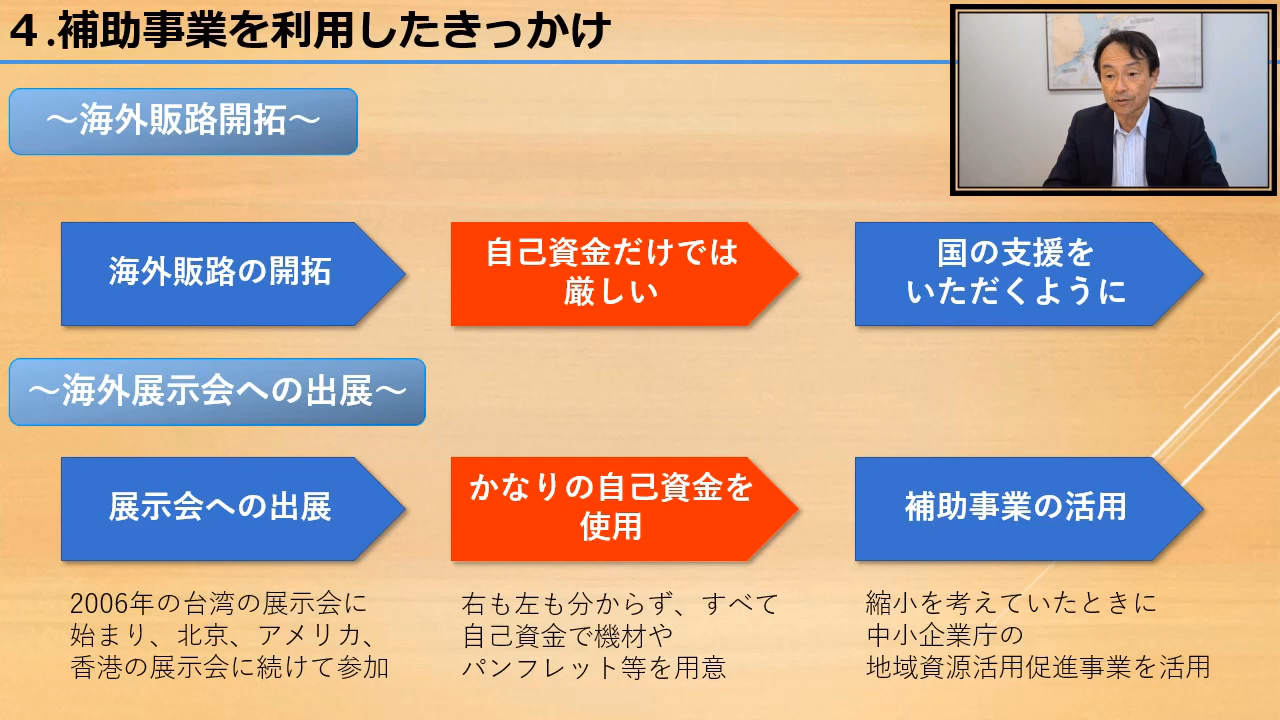 ４.補助事業を利用したきっかけ
～海外販路開拓～
海外販路の開拓
自己資金だけでは
厳しい
国の支援を
いただくように
～海外展示会への出展～
展示会への出展
かなりの自己資金を
使用
補助事業の活用
2006年の台湾の展示会に
始まり、北京、アメリカ、
香港の展示会に続けて参加
右も左も分からず、すべて
自己資金で機材や
パンフレット等を用意
縮小を考えていたときに
中小企業庁の
地域資源活用促進事業を活用